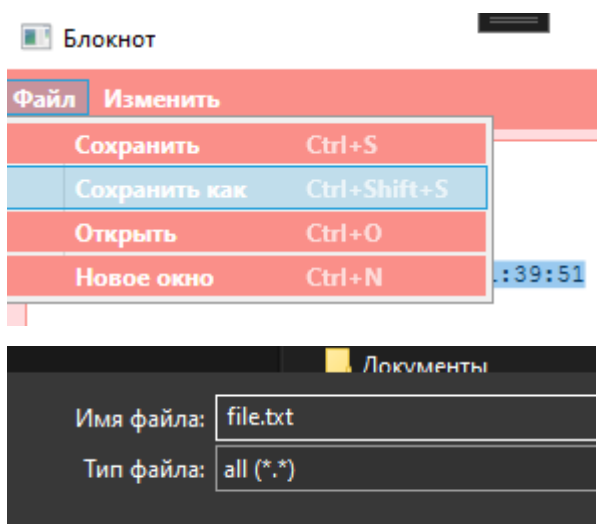 Блокнот
Файл Изменить
Сохранить Ctrl+S
Сохранить как Ctrl+Shift+S
Открыть Ctrl+O
Новое окно Ctrl+N
:39:51
Документы
Имя файла: file.txt
Тип файла: all (*.*)